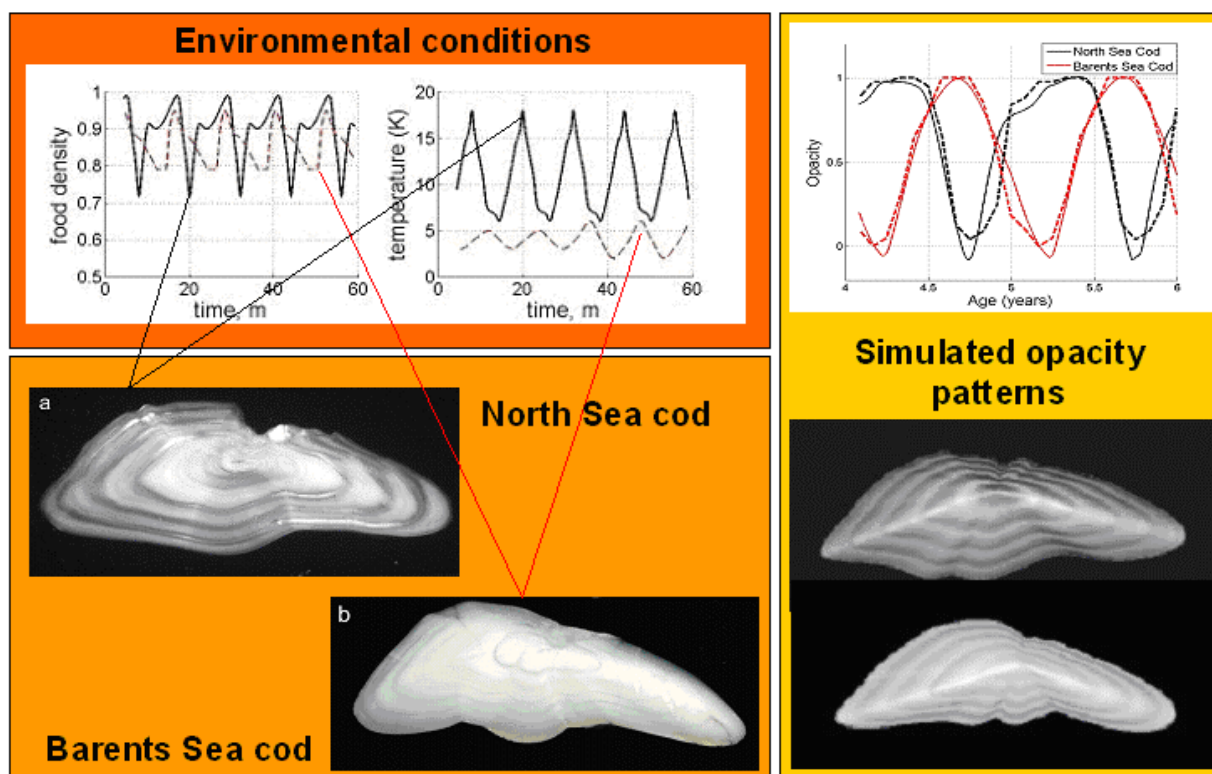 Environmental conditions
food density
1
0.9
0.8
0.7
0.6
0.5
0 20 40 60
time, m
temperature (K)
20
15
10
5
0
0 20 40 60
time, m
North Sea Cod
Barents Sea Cod
Opacity
1
0.5
0
4 4.5 5 5.5 6
Age (years)
Simulated opacity
patterns
a
North Sea cod
b
Barents Sea cod